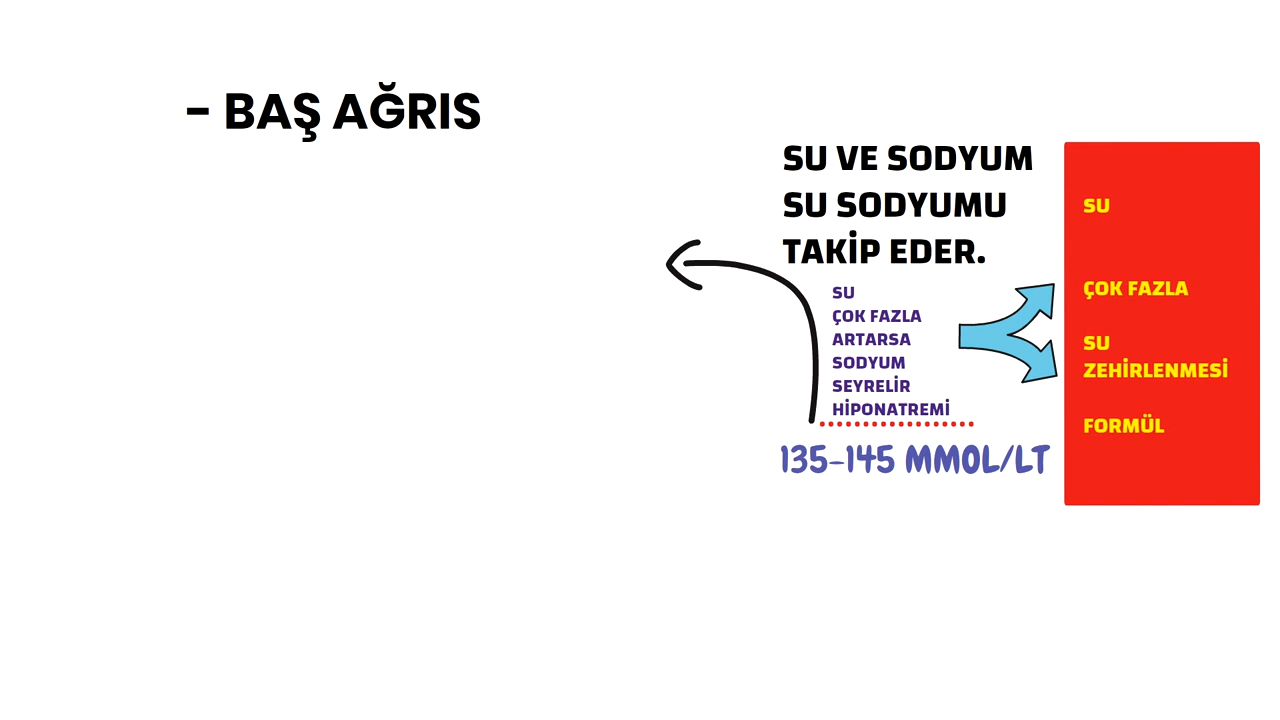 - BAŞ AĞRIS
SU VE SODYUM
SU SODYUMU
TAKİP EDER.
SU
ÇOK FAZLA
ARTARSA
SODYUM
SEYRELİR
HİPONATREMİ
135-145 MMOL/LT
SU
ÇOK FAZLA
SU
ZEHİRLENMESİ
FORMÜL